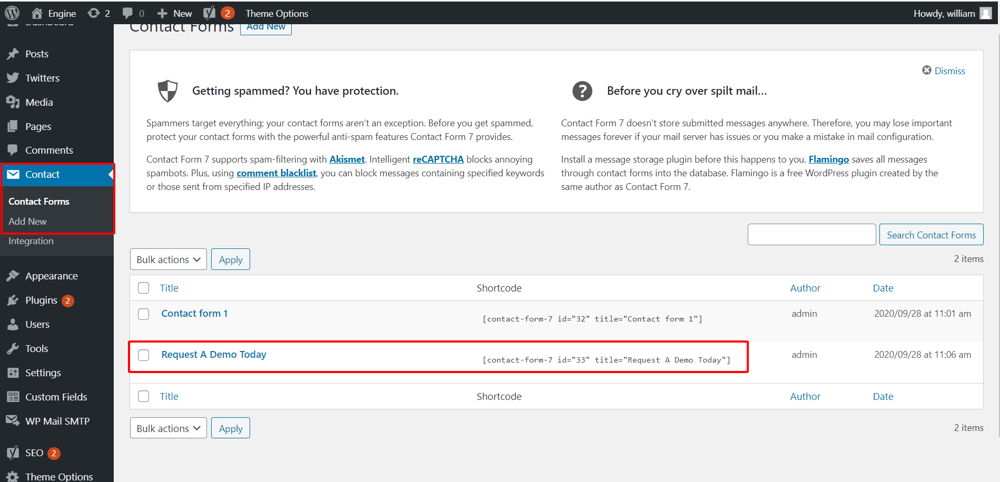 Engine
2
0
New
2
Theme Options
Howdy, william
Dashboard
Posts
Twitters
Media
Pages
Comments
Contact
Contact Forms
Add New
Integration
Appearance
Plugins 2
Users
Tools
Settings
Custom Fields
WP Mail SMTP
SEO 2
Theme Options
Contact Forms
Add New
Dismiss
Getting spammed? You have protection.
Spammers target everything; your contact forms aren’t an exception. Before you get spammed,
protect your contact forms with the powerful anti-spam features Contact Form 7 provides.
Contact Form 7 supports spam-filtering with Akismet. Intelligent reCAPTCHA blocks annoying
spambots. Plus, using comment blacklist, you can block messages containing specified keywords
or those sent from specified IP addresses.
Before you cry over spilt mail…
Contact Form 7 doesn’t store submitted messages anywhere. Therefore, you may lose important
messages forever if your mail server has issues or you make a mistake in mail configuration.
Install a message storage plugin before this happens to you. Flamingo saves all messages
through contact forms into the database. Flamingo is a free WordPress plugin created by the
same author as Contact Form 7.
Search Contact Forms
Bulk actions
Apply
2 items
Title Shortcode Author Date
Contact form 1 [contact-form-7 id="32" title="Contact form 1"] admin 2020/09/28 at 11:01 am
Request A Demo Today [contact-form-7 id="33" title="Request A Demo Today"] admin 2020/09/28 at 11:06 am
Title Shortcode Author Date
Bulk actions
Apply
2 items